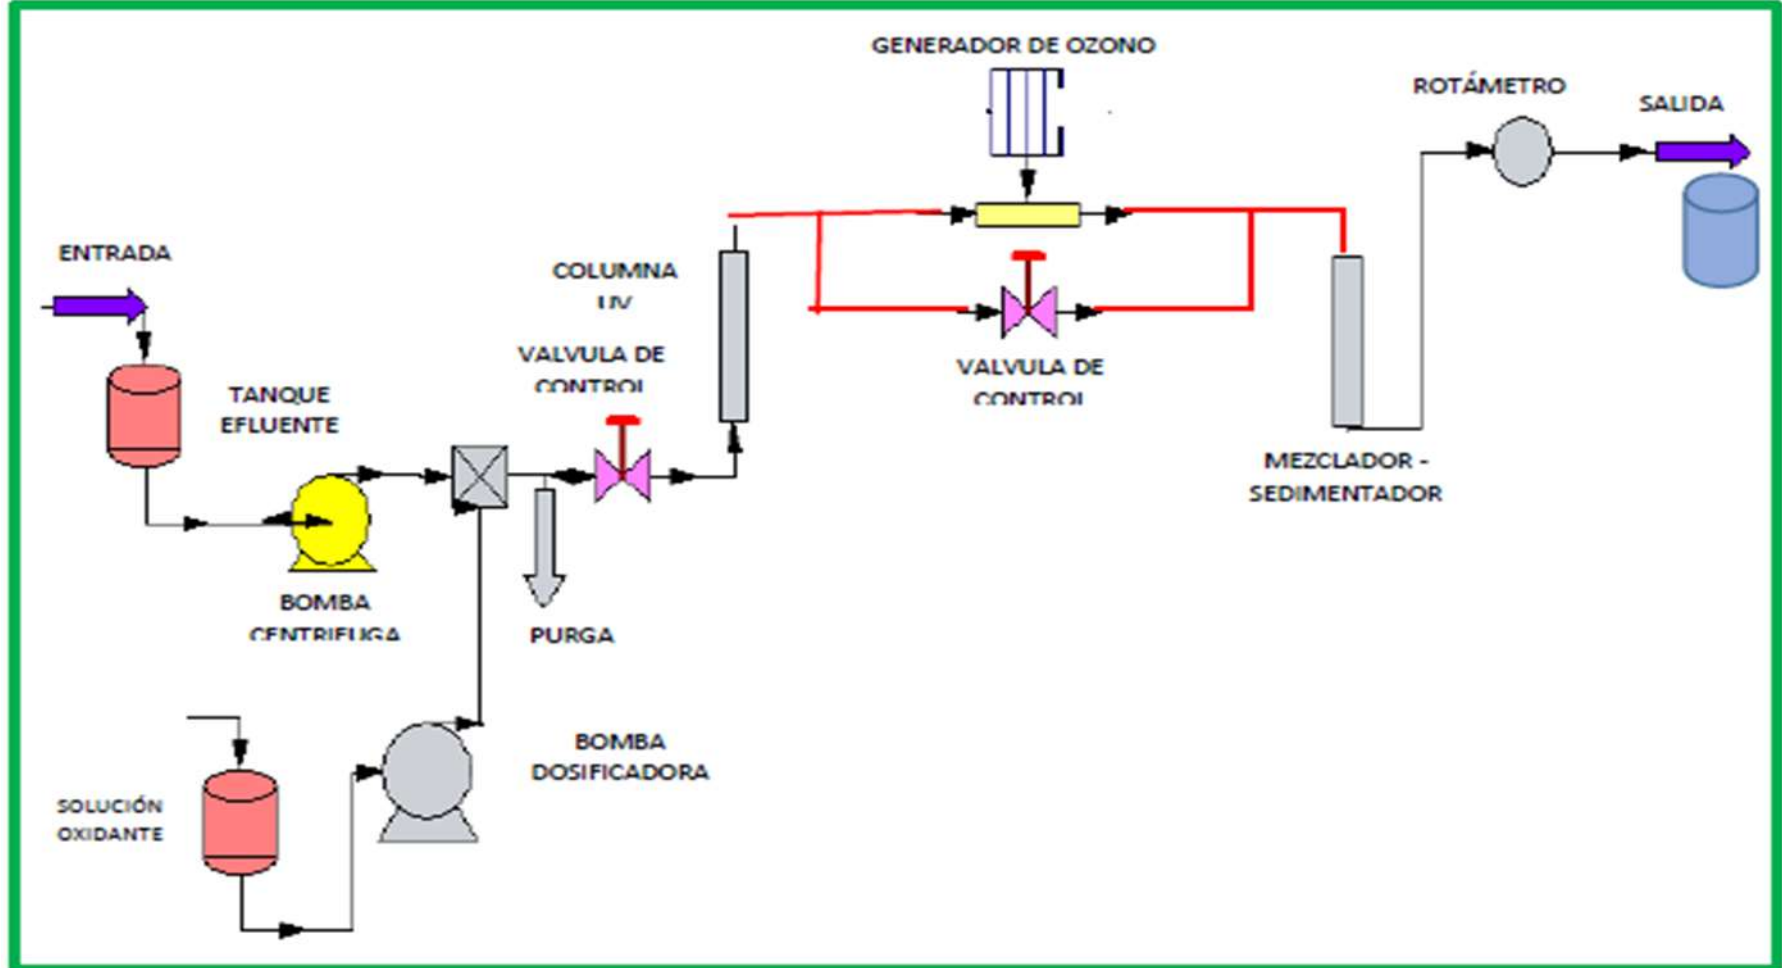 GENERADOR DE OZONO
ROTÁMETRO
SALIDA
ENTRADA
COLUMNA
UV
VALVULA DE
CONTROL
VALVULA DE
CONTROL
TANQUE
EFLUENTE
MEZCLADOR -
SEDIMENTADOR
BOMBA
CENTRIFUGA
PURGA
BOMBA
DOSIFICADORA
SOLUCIÓN
OXIDANTE